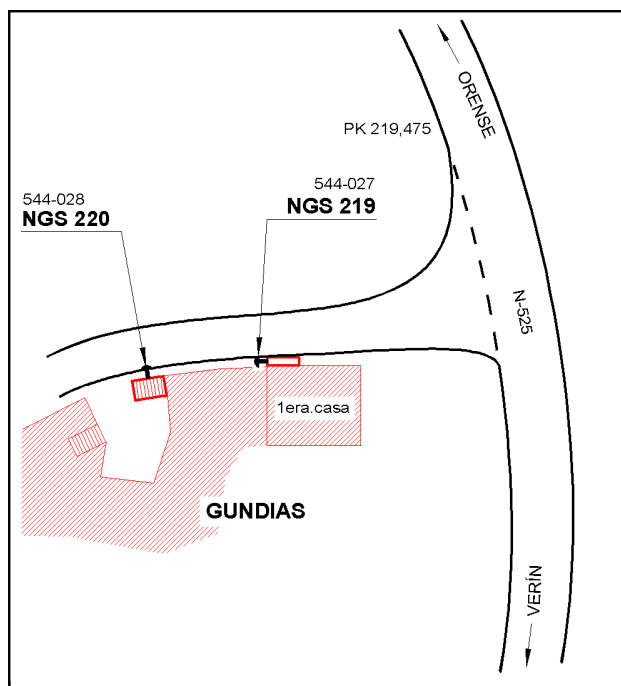 ORENSE
PK 219,475
544-027
NGS 219
544-028
NGS 220
N-525
1era.casa
GUNDIAS
VERÍN